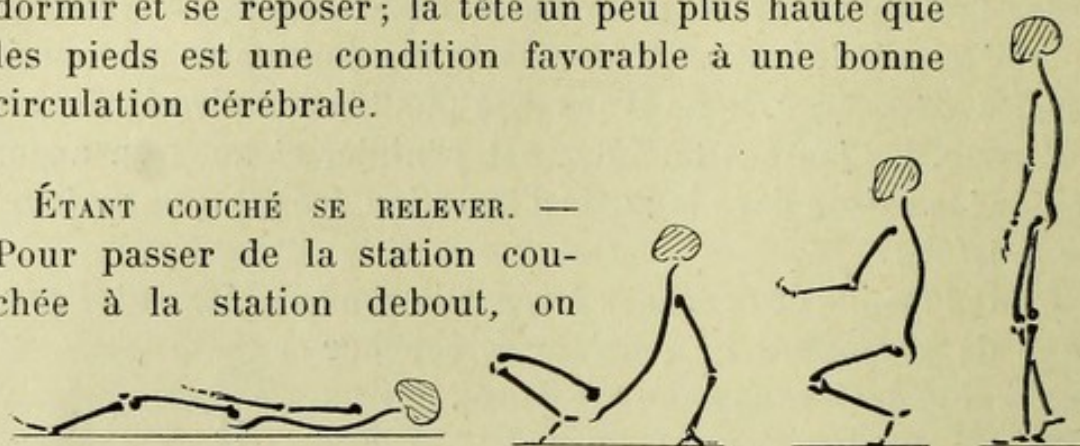 dormir et se reposer; la tête un peu plus haute que
les pieds est une condition favorable à une bonne
circulation cérébrale.
ÉTANT COUCHÉ SE RELEVER. —
Pour passer de la station cou-
chée à la station debout, on